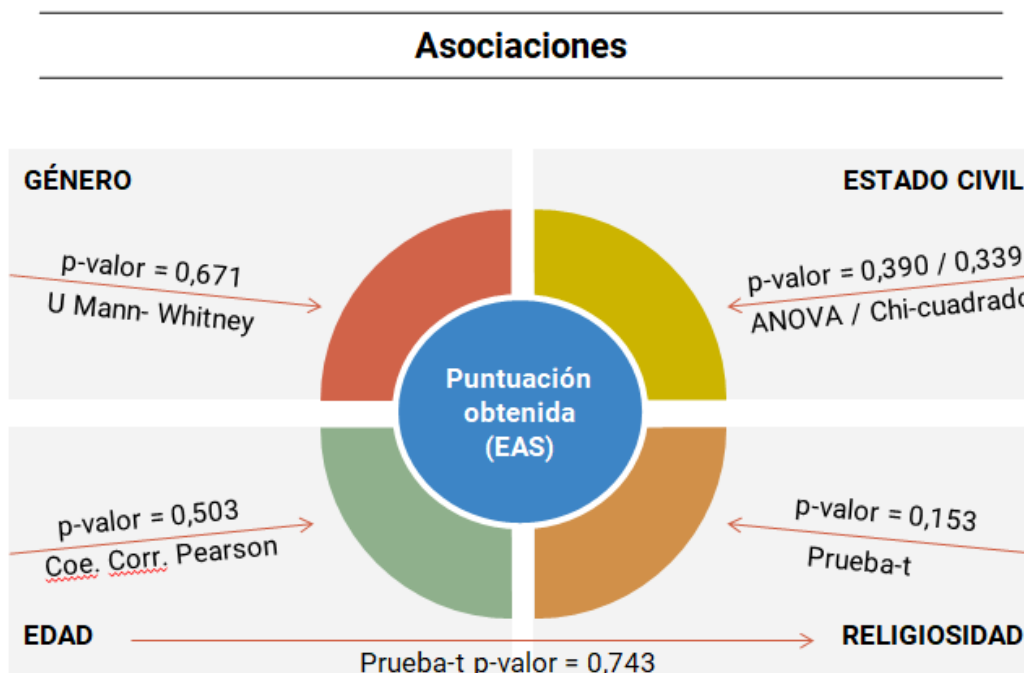 Asociaciones
GÉNERO
p-valor = 0,671
U Mann- Whitney
ESTADO CIVIL
p-valor = 0,390 / 0,339
ANOVA / Chi-cuadrado
Puntuación
obtenida
(EAS)
p-valor = 0,503
Coe. Corr. Pearson
EDAD
p-valor = 0,153
Prueba-t
RELIGIOSIDAD
Prueba-t p-valor = 0,743